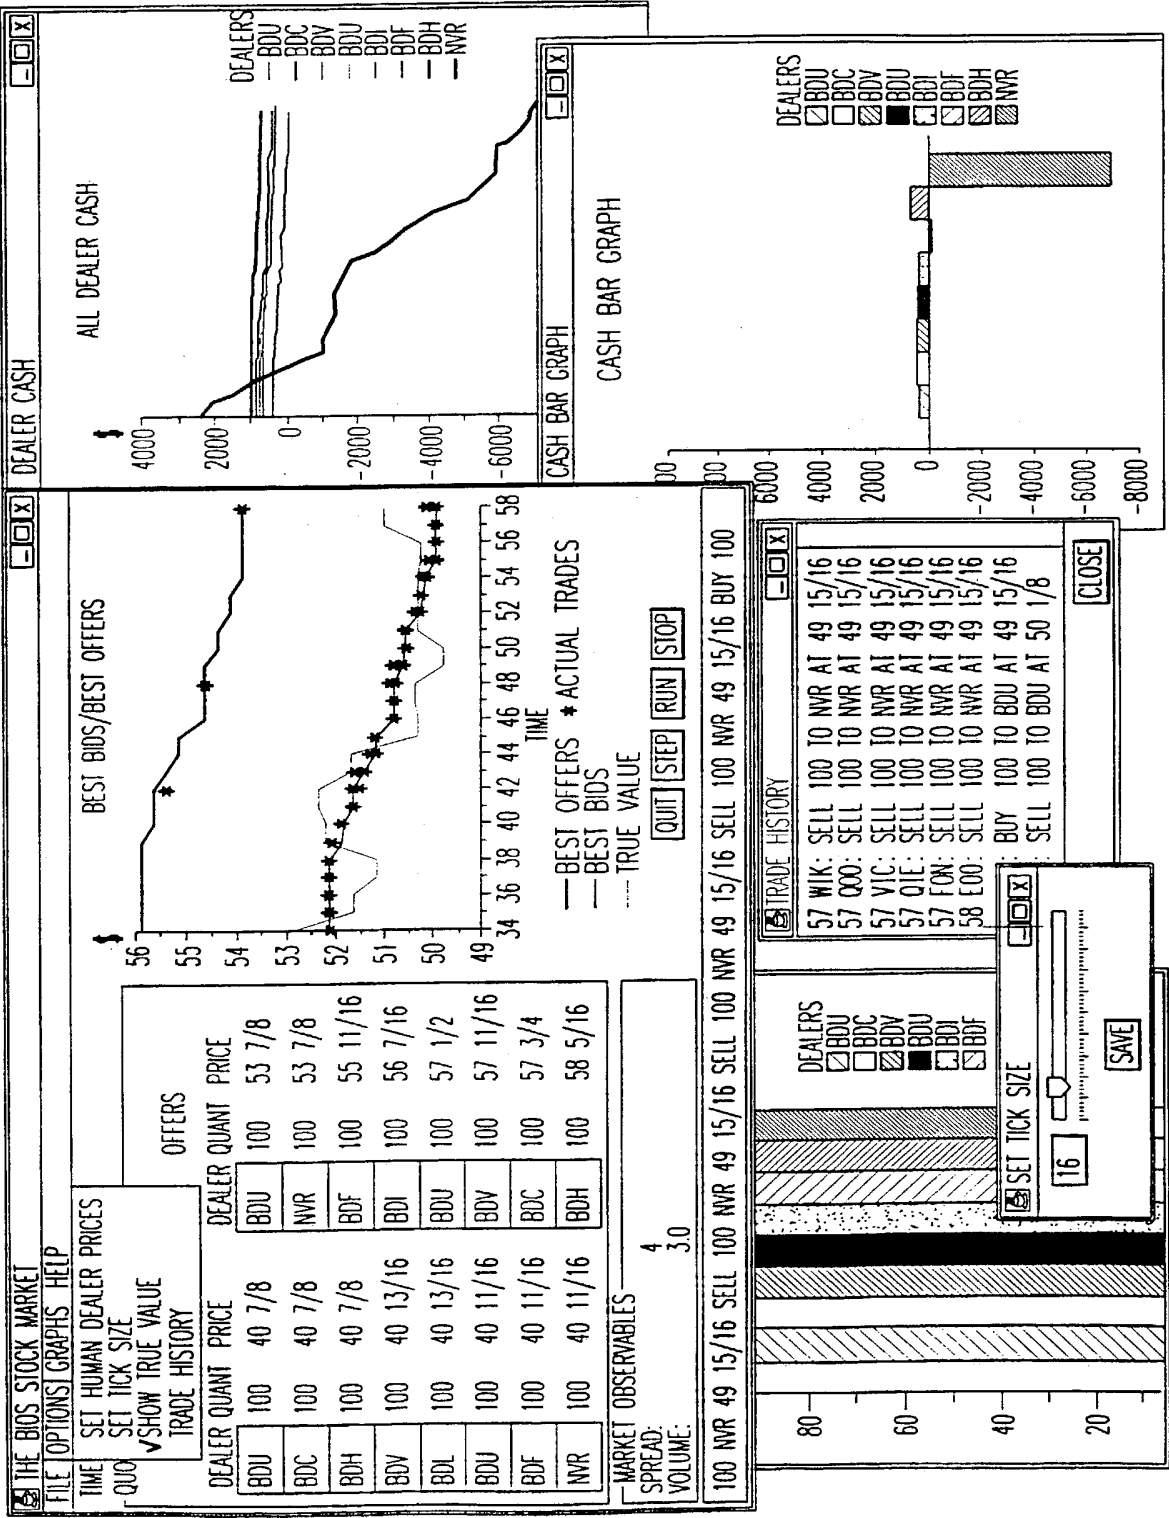 THE BIOS STOCK MARKET
FILE OPTIONS GRAPHS HELP
SET HUMAN DEALER PRICES
SET TICK SIZE
✓SHOW TRUE VALUE
TRADE HISTORY
TIME
QUO
OFFERS
DEALER QUANT PRICE DEALER QUANT PRICE
BDU 100 40 7/8 BDU 100 53 7/8
BDC 100 40 7/8 NVR 100 53 7/8
BDH 100 40 7/8 BDF 100 55 11/16
BDV 100 40 13/16 BDI 100 56 7/16
BDL 100 40 13/16 BDU 100 57 1/2
BDU 100 40 11/16 BDV 100 57 11/16
BDF 100 40 11/16 BDC 100 57 3/4
NVR 100 40 11/16 BDH 100 58 5/16
MARKET OBSERVABLES
SPREAD: 4
VOLUME: 3.0
BEST BIDS/BEST OFFERS
$
56
55
54
53
52
51
50
49
34 36 38 40 42 44 46 48 50 52 54 56 58
TIME
BEST OFFERS * ACTUAL TRADES
BEST BIDS
TRUE VALUE
QUIT STEP RUN STOP
100 NVR 49 15/16 SELL 100 NVR 49 15/16 SELL 100 NVR 49 15/16 SELL 100 NVR 49 15/16 BUY 100
DEALER CASH
ALL DEALER CASH
$
4000
2000
0
-2000
-4000
-6000
DEALERS
BDU
BDC
BDV
BDU
BDI
BDF
BDH
NVR
CASH BAR GRAPH
CASH BAR GRAPH
6000
4000
2000
0
-2000
-4000
-6000
-8000
DEALERS
BDU
BDC
BDV
BDU
BDI
BDF
BDH
NVR
TRADE HISTORY
57 WIK: SELL 100 TO NVR AT 49 15/16
57 QOO: SELL 100 TO NVR AT 49 15/16
57 VIC: SELL 100 TO NVR AT 49 15/16
57 QIE: SELL 100 TO NVR AT 49 15/16
57 FON: SELL 100 TO NVR AT 49 15/16
58 EOO: SELL 100 TO NVR AT 49 15/16
: BUY 100 TO BDU AT 49 15/16
: SELL 100 TO BDU AT 50 1/8
CLOSE
80
60
40
20
DEALERS
BDU
BDC
BDV
BDU
BDI
BDF
SET TICK SIZE
16
SAVE